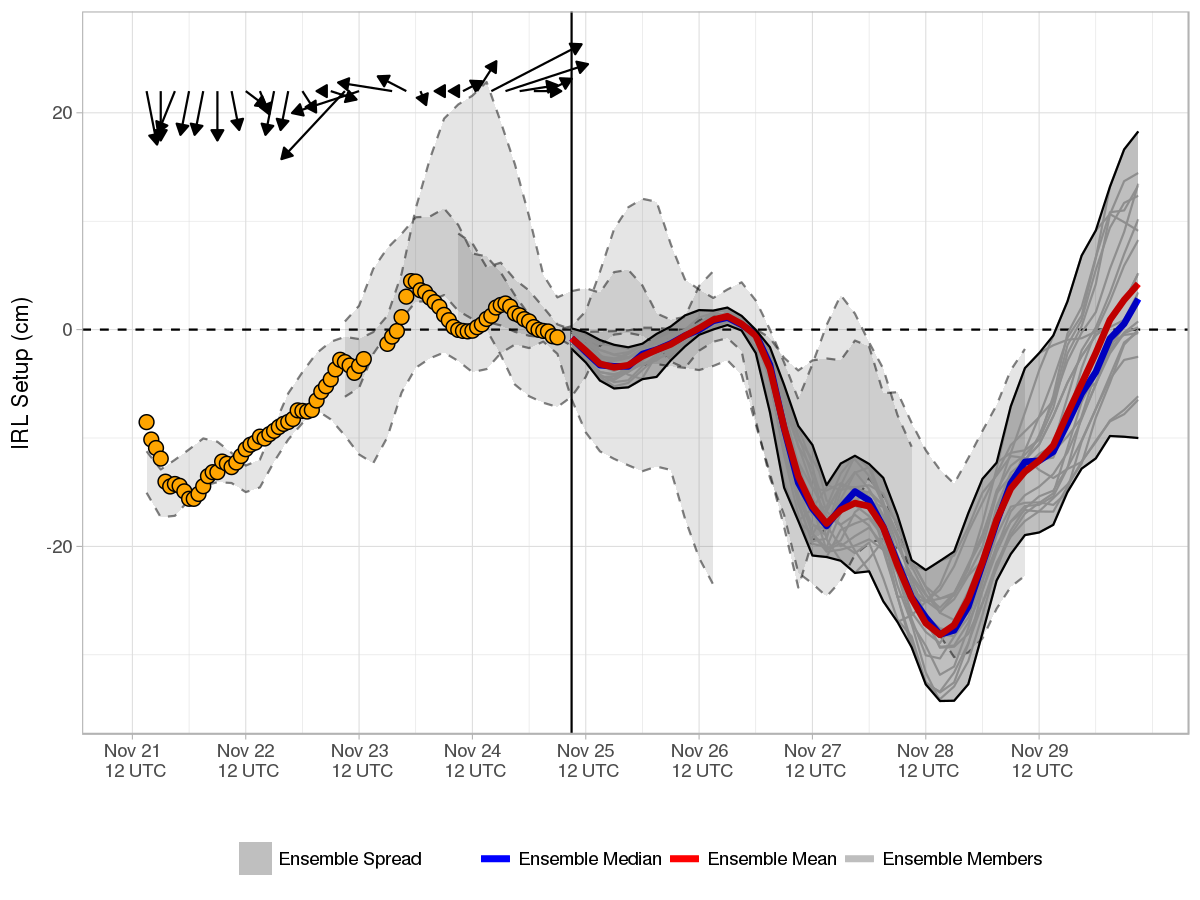 IRL Setup (cm)
20
0
-20
Nov 21 Nov 22 Nov 23 Nov 24 Nov 25 Nov 26 Nov 27 Nov 28 Nov 29
12 UTC 12 UTC 12 UTC 12 UTC 12 UTC 12 UTC 12 UTC 12 UTC 12 UTC
Ensemble Spread Ensemble Median Ensemble Mean Ensemble Members